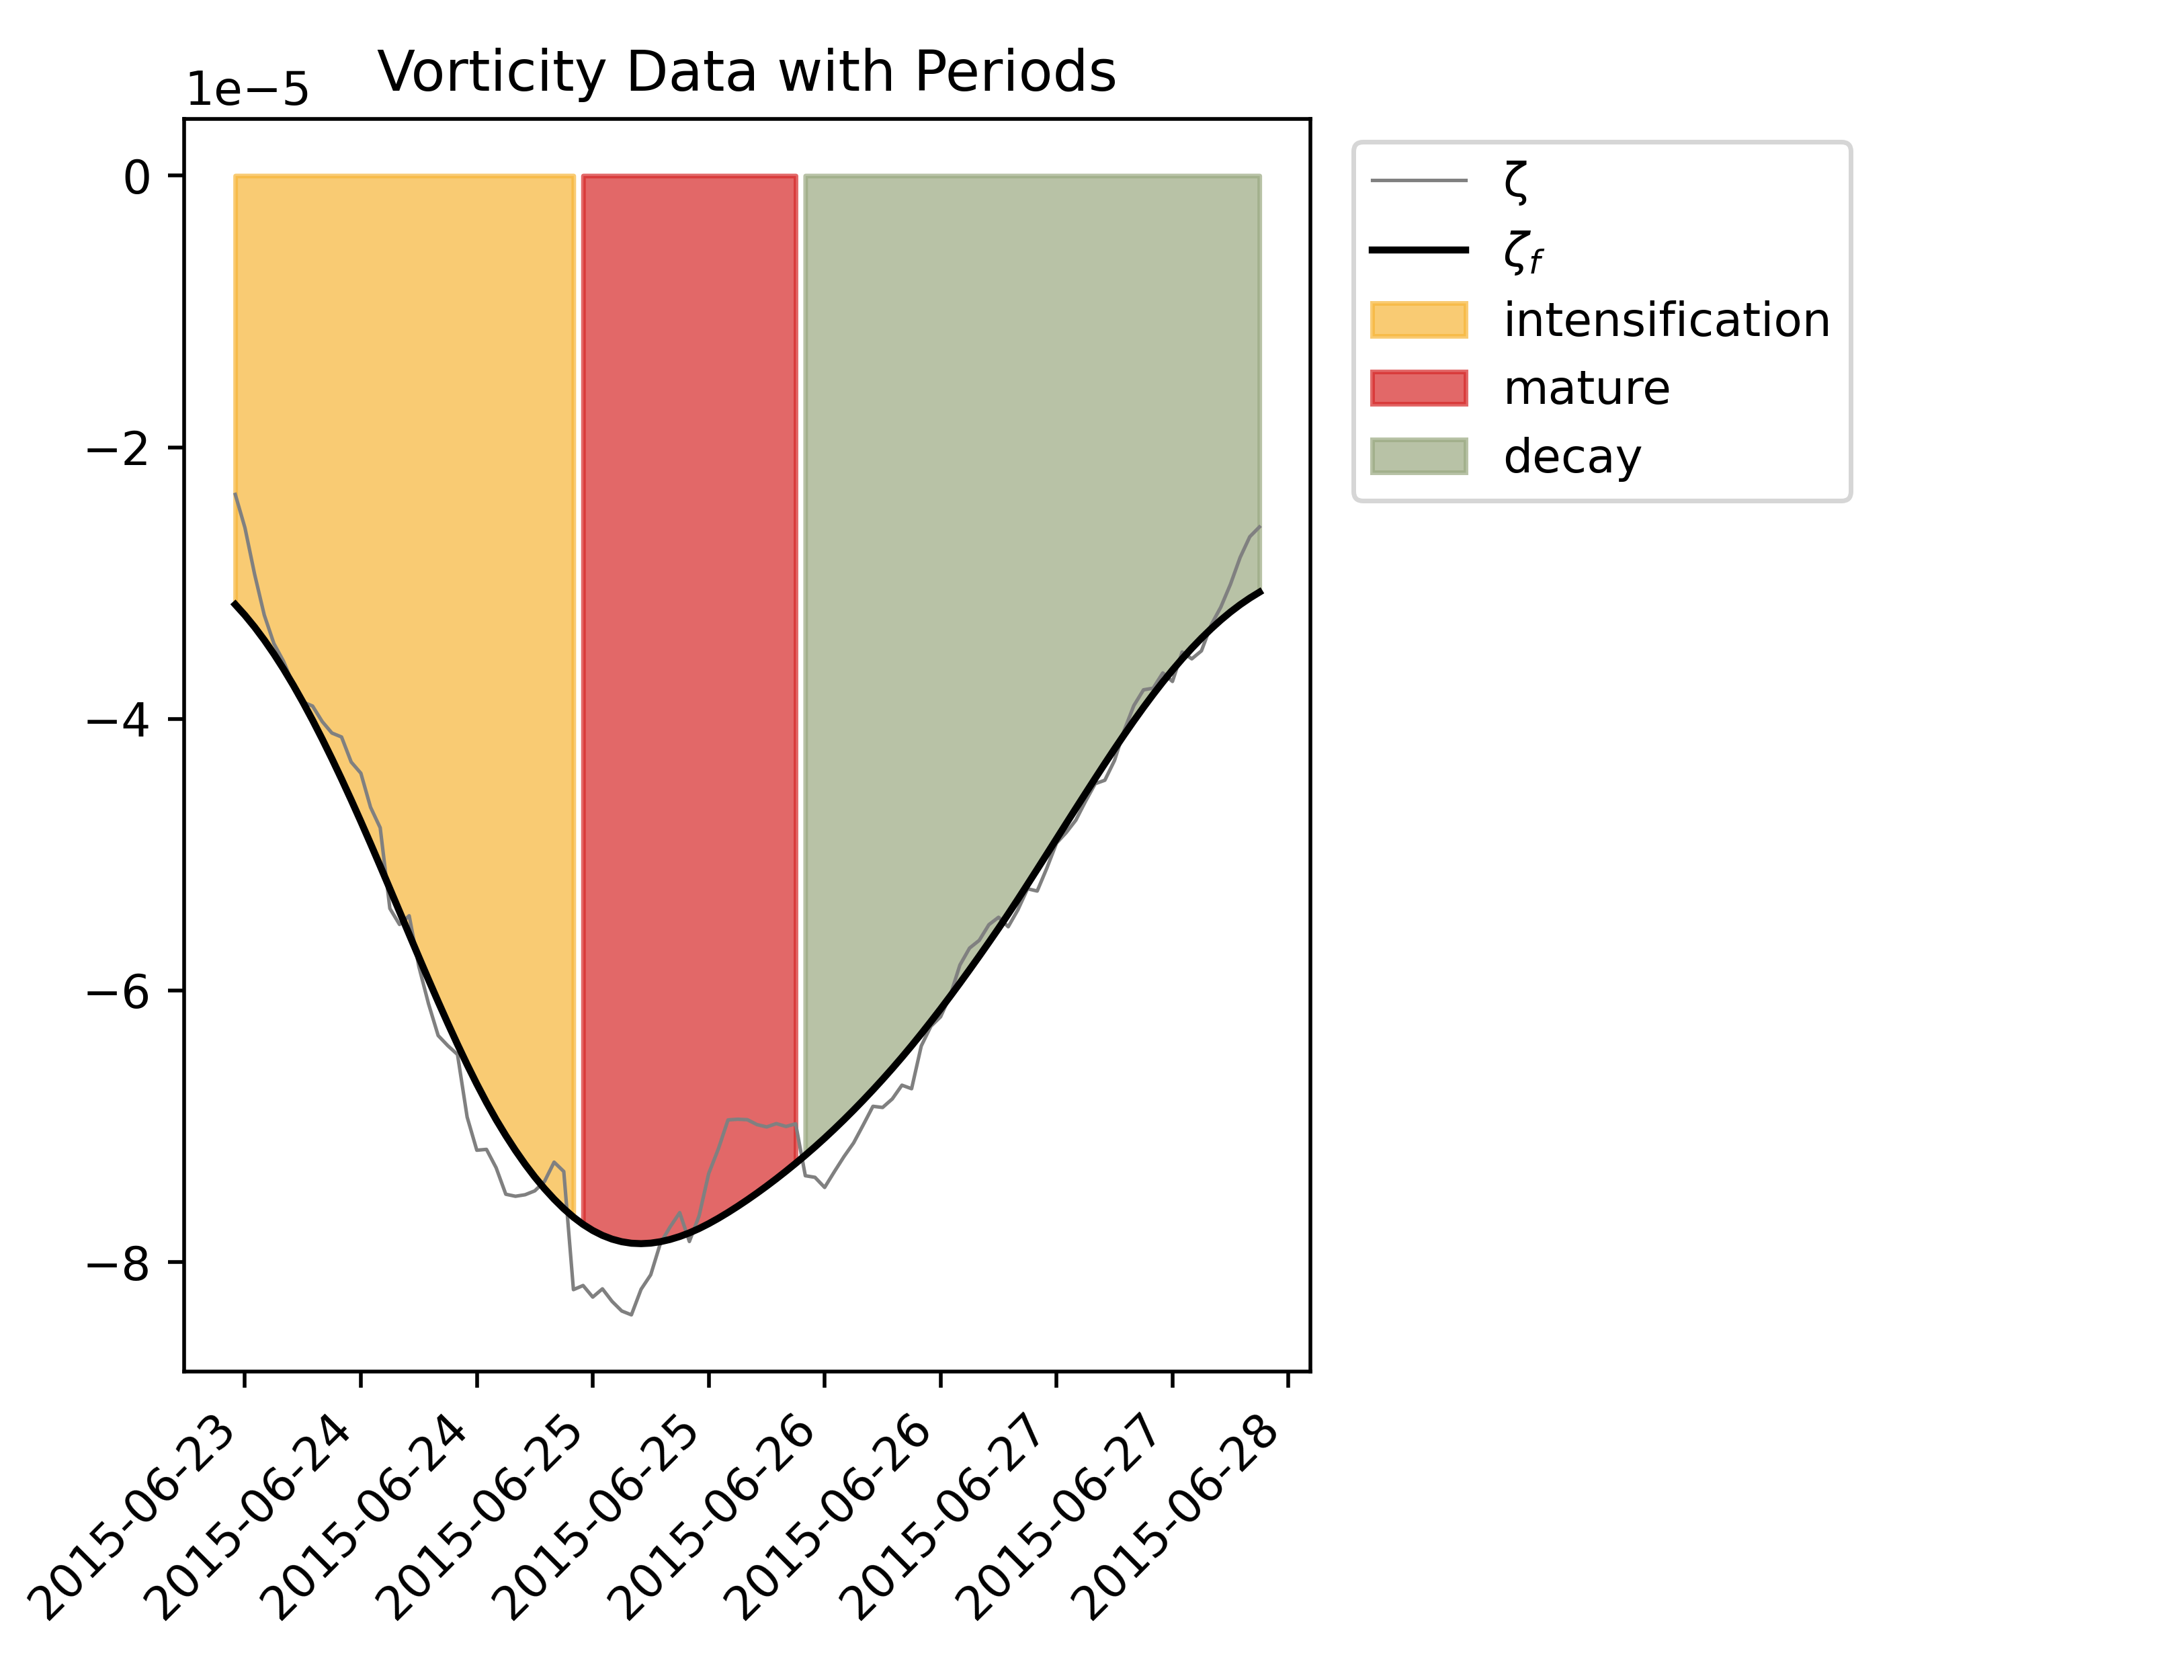 Vorticity Data with Periods
1e−5
0
−2
−4
−6
−8
2015-06-23
2015-06-24
2015-06-24
2015-06-25
2015-06-25
2015-06-26
2015-06-26
2015-06-27
2015-06-27
2015-06-28
ζ
ζf
intensification
mature
decay